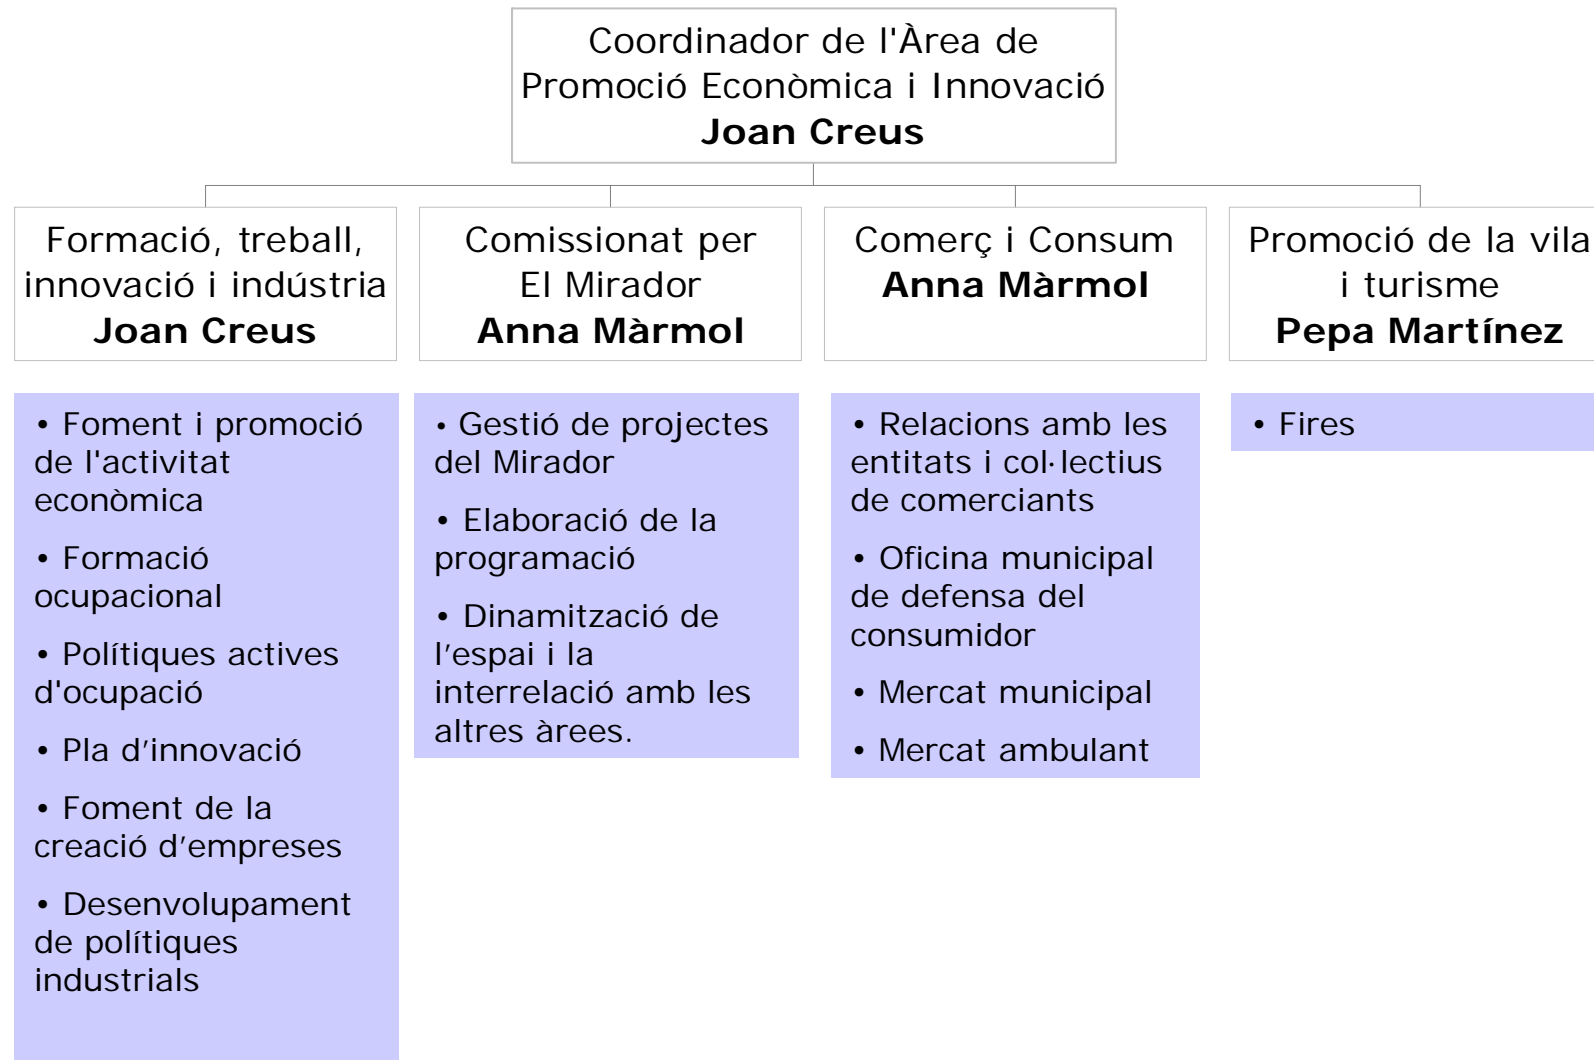 Coordinador de l'Àrea de
Promoció Econòmica i Innovació
Joan Creus
Formació, treball,
innovació i indústria
Joan Creus
Comissionat per
El Mirador
Anna Màrmol
Comerç i Consum
Anna Màrmol
Promoció de la vila
i turisme
Pepa Martínez
• Foment i promoció
de l'activitat
econòmica
• Formació
ocupacional
• Polítiques actives
d'ocupació
• Pla d’innovació
• Foment de la
creació d’empreses
• Desenvolupament
de polítiques
industrials
• Gestió de projectes
del Mirador
• Elaboració de la
programació
• Dinamització de
l’espai i la
interrelació amb les
altres àrees.
• Relacions amb les
entitats i col·lectius
de comerciants
• Oficina municipal
de defensa del
consumidor
• Mercat municipal
• Mercat ambulant
• Fires